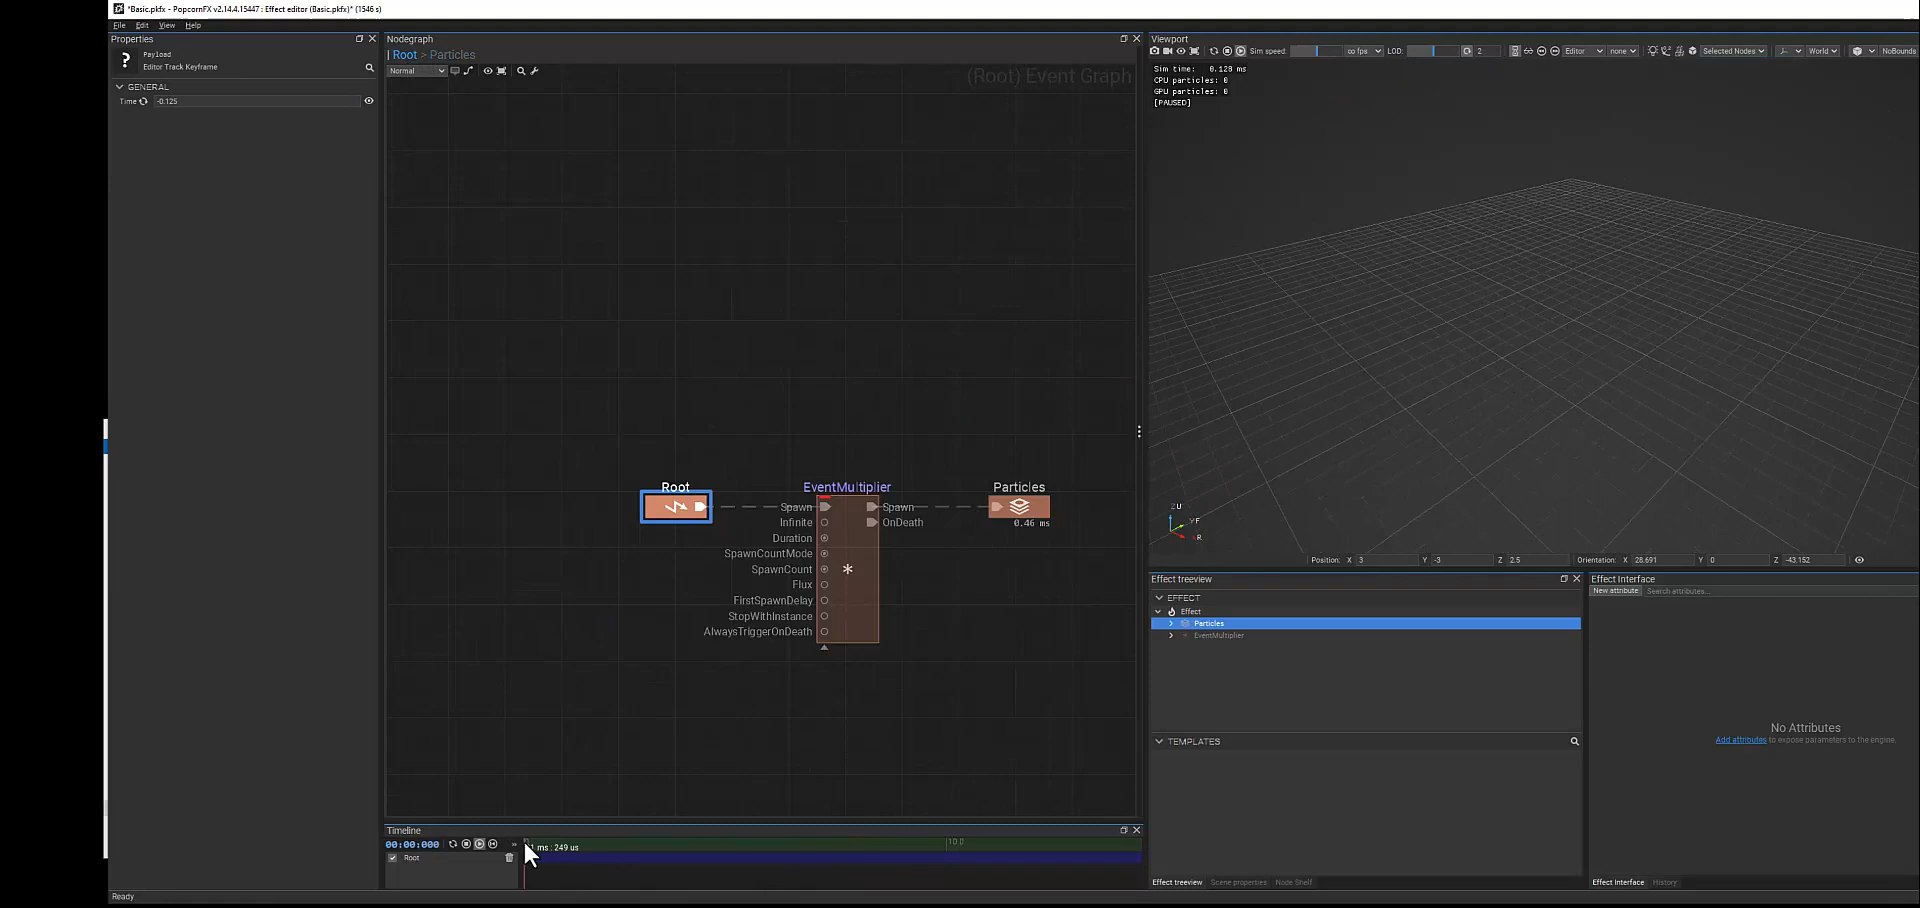 *Basic.pkfx - PopcornFX v2.14.4.15447 : Effect editor (Basic.pkfx)* (1546 s)
File Edit View Help
Properties
Payload
Editor Track Keyframe
GENERAL
Time -0.125
Nodegraph
| Root > Particles
Normal
(Root) Event Graph
Root
EventMultiplier
Particles
Spawn
Spawn
0.46 ms
Infinite
OnDeath
Duration
SpawnCountMode
SpawnCount
Flux
FirstSpawnDelay
StopWithInstance
AlwaysTriggerOnDeath
Timeline
00:00:000
10.0
ms : 249 us
Root
Ready
Viewport
Sim speed: ∞ fps LOD: 2 Editor none Selected Nodes World NoBounds
Sim time: 0.128 ms
CPU particles: 0
GPU particles: 0
[PAUSED]
ZU
YF
R
Position: X 3 Y -3 Z 2.5 Orientation: X 28.691 Y 0 Z -43.152
Effect treeview
EFFECT
Effect
Particles
EventMultiplier
TEMPLATES
Effect treeview Scene properties Node Shelf
Effect Interface
New attribute Search attributes...
No Attributes
Add attributes to expose parameters to the engine.
Effect Interface History